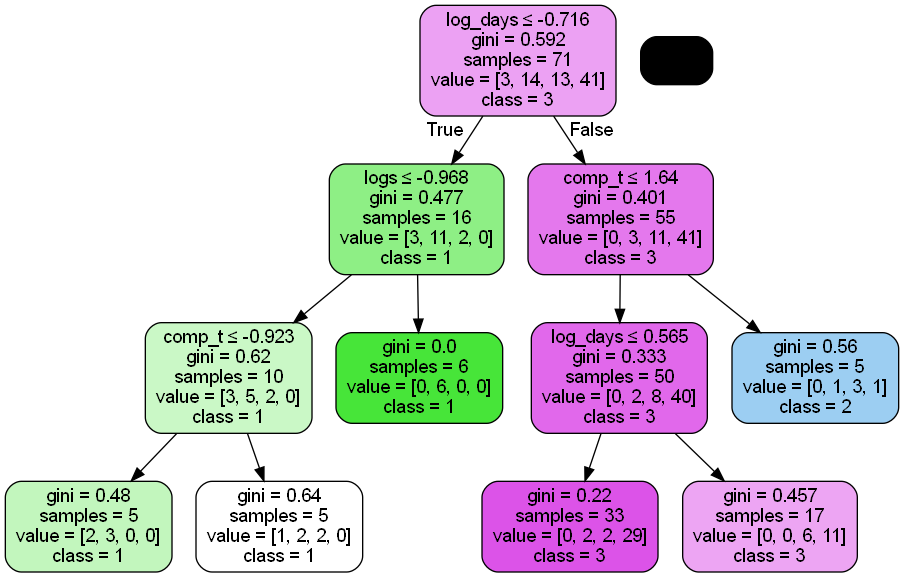 log_days ≤ -0.716
gini = 0.592
samples = 71
value = [3, 14, 13, 41]
class = 3
True
False
logs ≤ -0.968
gini = 0.477
samples = 16
value = [3, 11, 2, 0]
class = 1
comp_t ≤ 1.64
gini = 0.401
samples = 55
value = [0, 3, 11, 41]
class = 3
comp_t ≤ -0.923
gini = 0.62
samples = 10
value = [3, 5, 2, 0]
class = 1
gini = 0.0
samples = 6
value = [0, 6, 0, 0]
class = 1
log_days ≤ 0.565
gini = 0.333
samples = 50
value = [0, 2, 8, 40]
class = 3
gini = 0.56
samples = 5
value = [0, 1, 3, 1]
class = 2
gini = 0.48
samples = 5
value = [2, 3, 0, 0]
class = 1
gini = 0.64
samples = 5
value = [1, 2, 2, 0]
class = 1
gini = 0.22
samples = 33
value = [0, 2, 2, 29]
class = 3
gini = 0.457
samples = 17
value = [0, 0, 6, 11]
class = 3